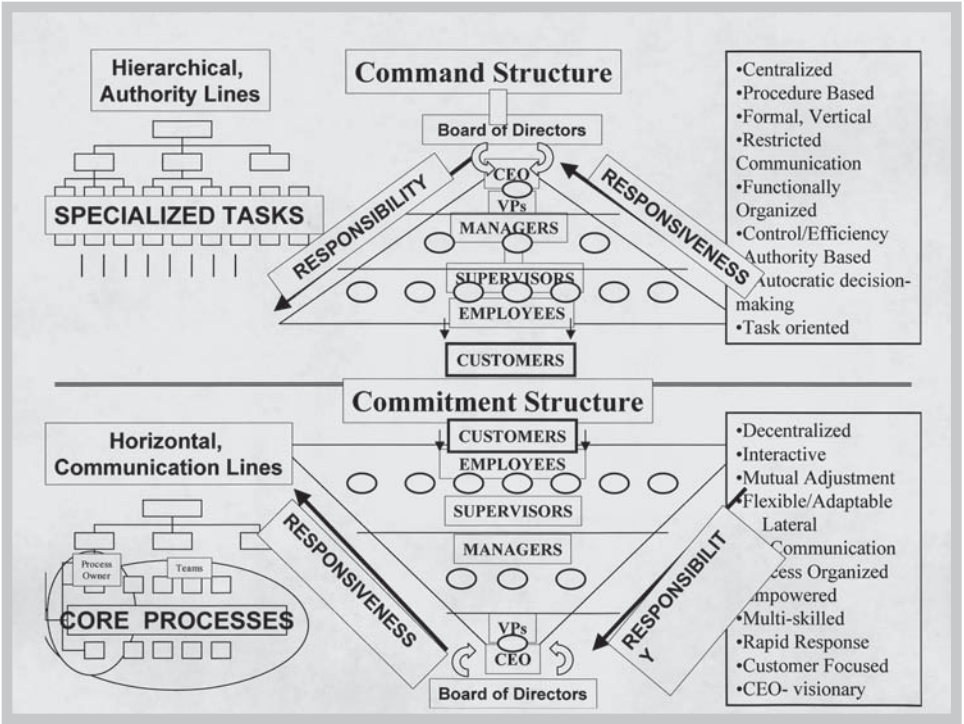 Hierarchical,
Authority Lines
SPECIALIZED TASKS
Command Structure
Board of Directors
CEO
VPs
MANAGERS
SUPERVISORS
EMPLOYEES
CUSTOMERS
RESPONSIBILITY
RESPONSIVENESS
•Centralized
•Procedure Based
•Formal, Vertical
•Restricted
Communication
•Functionally
Organized
•Control/Efficiency
Authority Based
Autocratic decision-
making
•Task oriented
Commitment Structure
Horizontal,
Communication Lines
Process
Owner
Teams
CORE PROCESSES
CUSTOMERS
EMPLOYEES
SUPERVISORS
MANAGERS
VPs
CEO
Board of Directors
RESPONSIVENESS
RESPONSIBILIT
Y
•Decentralized
•Interactive
•Mutual Adjustment
•Flexible/Adaptable
Lateral
Communication
Organized
•Multi-skilled
•Rapid Response
•Customer Focused
•CEO- visionary